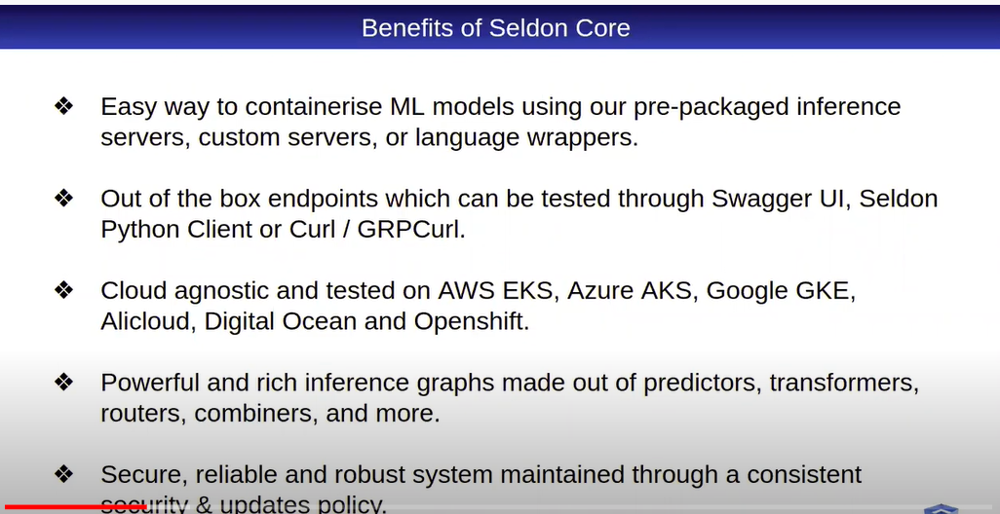 Benefits of Seldon Core
❖ Easy way to containerise ML models using our pre-packaged inference
servers, custom servers, or language wrappers.
❖ Out of the box endpoints which can be tested through Swagger UI, Seldon
Python Client or Curl / GRPCurl.
❖ Cloud agnostic and tested on AWS EKS, Azure AKS, Google GKE,
Alicloud, Digital Ocean and Openshift.
❖ Powerful and rich inference graphs made out of predictors, transformers,
routers, combiners, and more.
❖ Secure, reliable and robust system maintained through a consistent
security & updates policy.